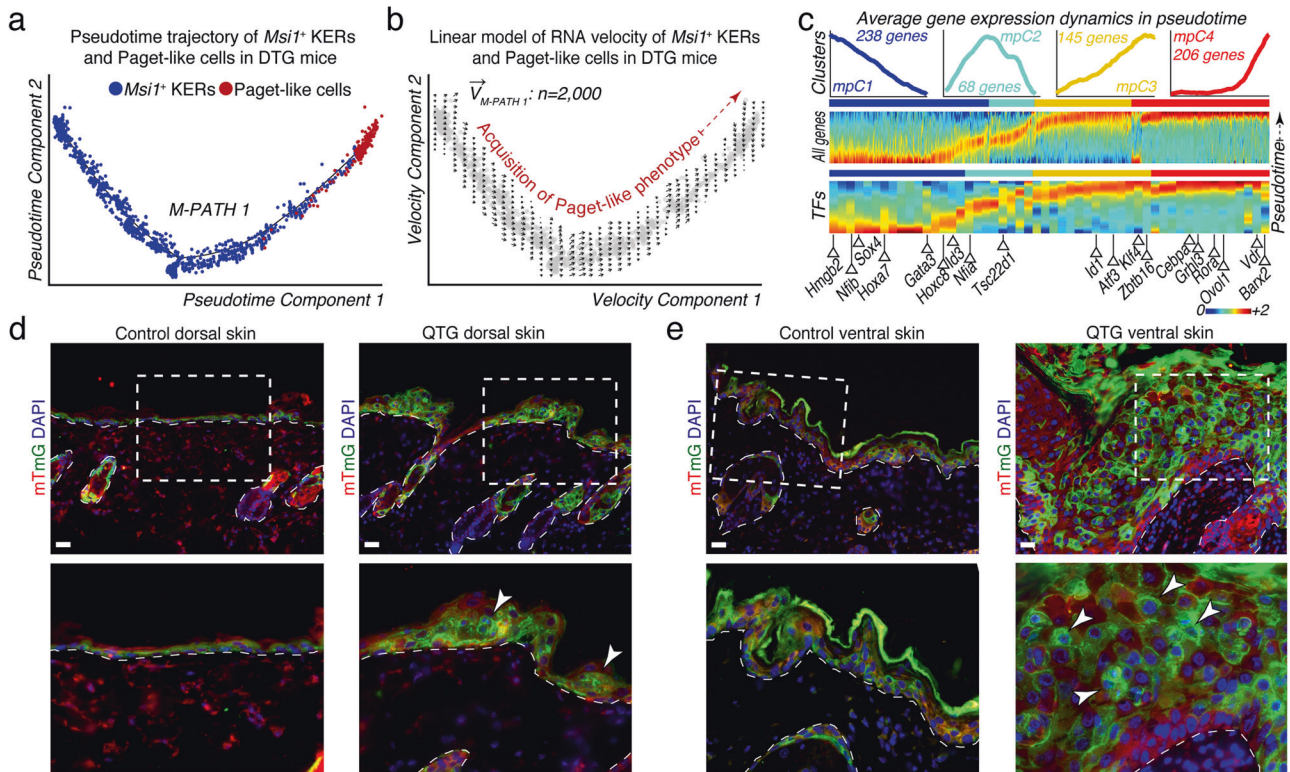 a
Pseudotime trajectory of Msi1+ KERs
and Paget-like cells in DTG mice
Msi1+ KERs
Paget-like cells
M-PATH 1
Pseudotime Component 2
Pseudotime Component 1
b
Linear model of RNA velocity of Msi1+ KERs
and Paget-like cells in DTG mice
V M-PATH 1: n=2,000
Acquisition of Paget-like phenotype
Velocity Component 2
Velocity Component 1
c
Average gene expression dynamics in pseudotime
Clusters
238 genes
mpC1
mpC2
68 genes
145 genes
mpC3
mpC4
206 genes
All genes
TFs
Pseudotime
Hmgb2
Nfib
Sox4
Hoxa7
Gata3
Hoxc8
Id3
Nfia
Tsc22d1
Id1
Atf3
Klf4
Zbtb16
Cebpa
Grhl3
Rora
Ovol1
Vdr
Barx2
0
+2
d
Control dorsal skin
QTG dorsal skin
mTmG DAPI
mTmG DAPI
e
Control ventral skin
QTG ventral skin
mTmG DAPI
mTmG DAPI